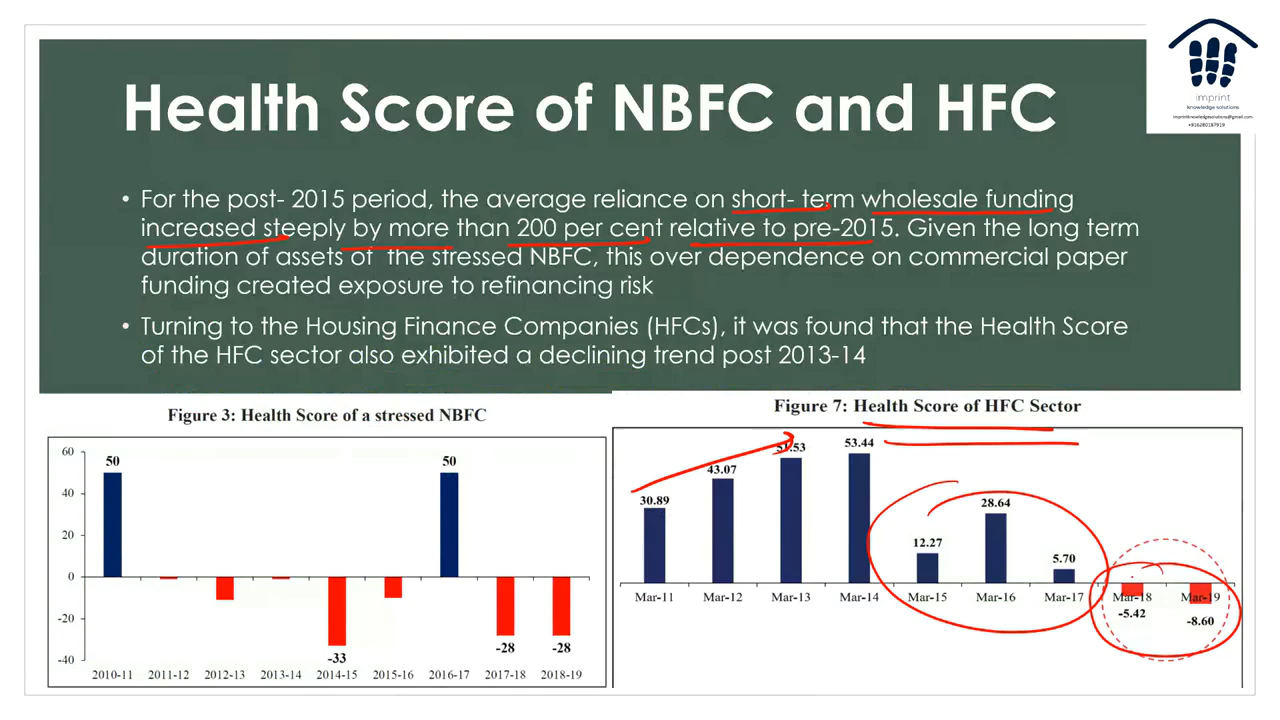 imprint
knowledge solutions
imprintknowledgesolutions@gmail.com
+916200187919
Health Score of NBFC and HFC
• For the post- 2015 period, the average reliance on short- term wholesale funding
increased steeply by more than 200 per cent relative to pre-2015. Given the long term
duration of assets of the stressed NBFC, this over dependence on commercial paper
funding created exposure to refinancing risk
• Turning to the Housing Finance Companies (HFCs), it was found that the Health Score
of the HFC sector also exhibited a declining trend post 2013-14
Figure 3: Health Score of a stressed NBFC
60
40
20
0
-20
-40
50
-33
50
-28
-28
2010-11 2011-12 2012-13 2013-14 2014-15 2015-16 2016-17 2017-18 2018-19
Figure 7: Health Score of HFC Sector
30.89
43.07
51.53
53.44
12.27
28.64
5.70
Mar-11 Mar-12 Mar-13 Mar-14 Mar-15 Mar-16 Mar-17 Mar-18 Mar-19
-5.42
-8.60